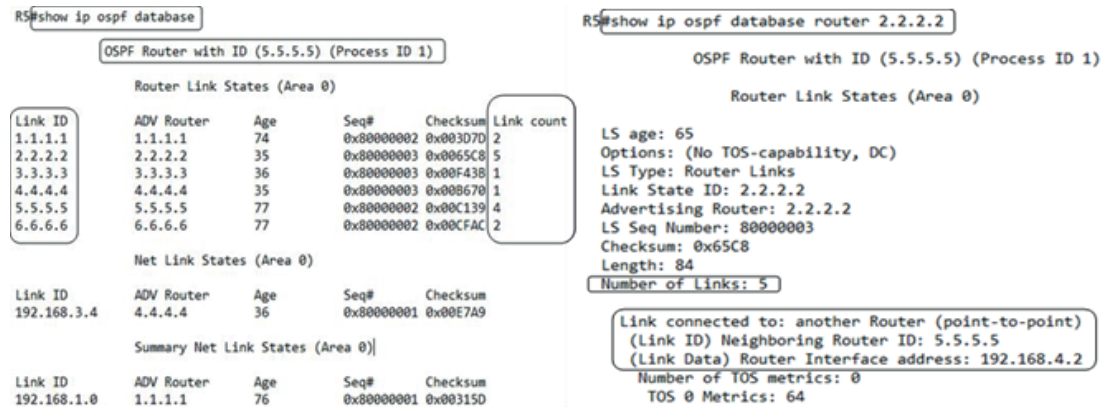 R5#show ip ospf database
OSPF Router with ID (5.5.5.5) (Process ID 1)
Router Link States (Area 0)
Link ID ADV Router Age Seq# Checksum Link count
1.1.1.1 1.1.1.1 74 0x80000002 0x003D7D 2
2.2.2.2 2.2.2.2 35 0x80000003 0x0065C8 5
3.3.3.3 3.3.3.3 36 0x80000003 0x00F43B 1
4.4.4.4 4.4.4.4 35 0x80000003 0x00B670 1
5.5.5.5 5.5.5.5 77 0x80000002 0x00C139 4
6.6.6.6 6.6.6.6 77 0x80000002 0x00CFAC 2
Net Link States (Area 0)
Link ID ADV Router Age Seq# Checksum
192.168.3.4 4.4.4.4 36 0x80000001 0x00E7A9
Summary Net Link States (Area 0)
Link ID ADV Router Age Seq# Checksum
192.168.1.0 1.1.1.1 76 0x80000001 0x00315D
R5#show ip ospf database router 2.2.2.2
OSPF Router with ID (5.5.5.5) (Process ID 1)
Router Link States (Area 0)
LS age: 65
Options: (No TOS-capability, DC)
LS Type: Router Links
Link State ID: 2.2.2.2
Advertising Router: 2.2.2.2
LS Seq Number: 80000003
Checksum: 0x65C8
Length: 84
Number of Links: 5
Link connected to: another Router (point-to-point)
(Link ID) Neighboring Router ID: 5.5.5.5
(Link Data) Router Interface address: 192.168.4.2
Number of TOS metrics: 0
TOS 0 Metrics: 64